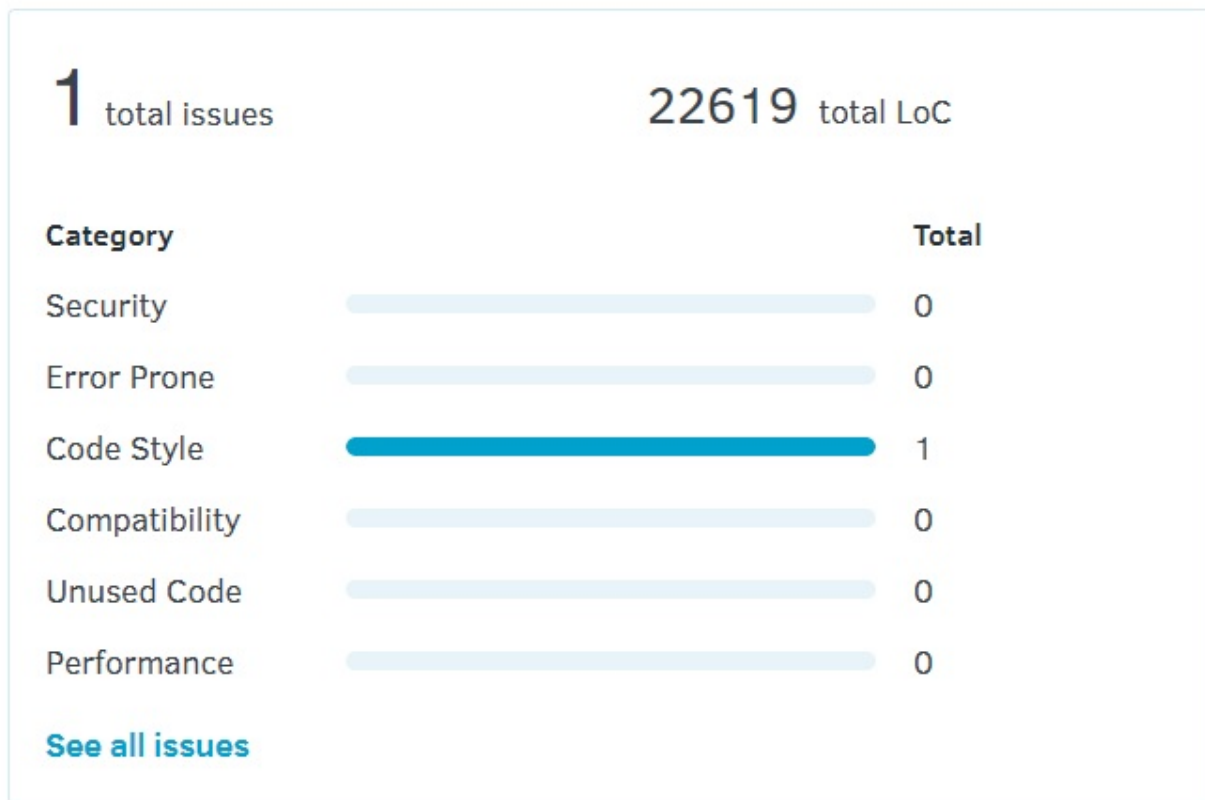 1 total issues 22619 total LoC
Category Total
Security 0
Error Prone 0
Code Style 1
Compatibility 0
Unused Code 0
Performance 0
See all issues